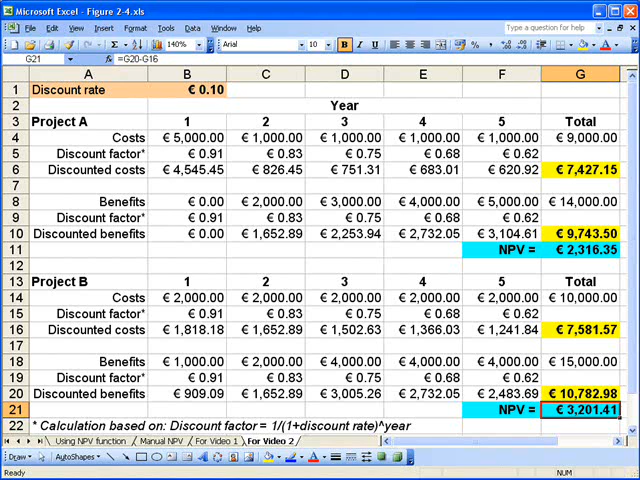 Microsoft Excel - Figure 2-4.xls
File Edit View Insert Format Tools Data Window Help
Type a question for help
140% Arial 10 B I U
G21 =G20-G16
A B C D E F G
1 Discount rate € 0.10
2 Year
3 Project A 1 2 3 4 5 Total
4 Costs € 5,000.00 € 1,000.00 € 1,000.00 € 1,000.00 € 1,000.00 € 9,000.00
5 Discount factor* € 0.91 € 0.83 € 0.75 € 0.68 € 0.62
6 Discounted costs € 4,545.45 € 826.45 € 751.31 € 683.01 € 620.92 € 7,427.15
7
8 Benefits € 0.00 € 2,000.00 € 3,000.00 € 4,000.00 € 5,000.00 € 14,000.00
9 Discount factor* € 0.91 € 0.83 € 0.75 € 0.68 € 0.62
10 Discounted benefits € 0.00 € 1,652.89 € 2,253.94 € 2,732.05 € 3,104.61 € 9,743.50
11 NPV = € 2,316.35
12
13 Project B 1 2 3 4 5 Total
14 Costs € 2,000.00 € 2,000.00 € 2,000.00 € 2,000.00 € 2,000.00 € 10,000.00
15 Discount factor* € 0.91 € 0.83 € 0.75 € 0.68 € 0.62
16 Discounted costs € 1,818.18 € 1,652.89 € 1,502.63 € 1,366.03 € 1,241.84 € 7,581.57
17
18 Benefits € 1,000.00 € 2,000.00 € 4,000.00 € 4,000.00 € 4,000.00 € 15,000.00
19 Discount factor* € 0.91 € 0.83 € 0.75 € 0.68 € 0.62
20 Discounted benefits € 909.09 € 1,652.89 € 3,005.26 € 2,732.05 € 2,483.69 € 10,782.98
21 NPV = € 3,201.41
22 * Calculation based on: Discount factor = 1/(1+discount rate)^year
Using NPV function Manual NPV For Video 1 For Video 2
Draw AutoShapes
Ready NUM